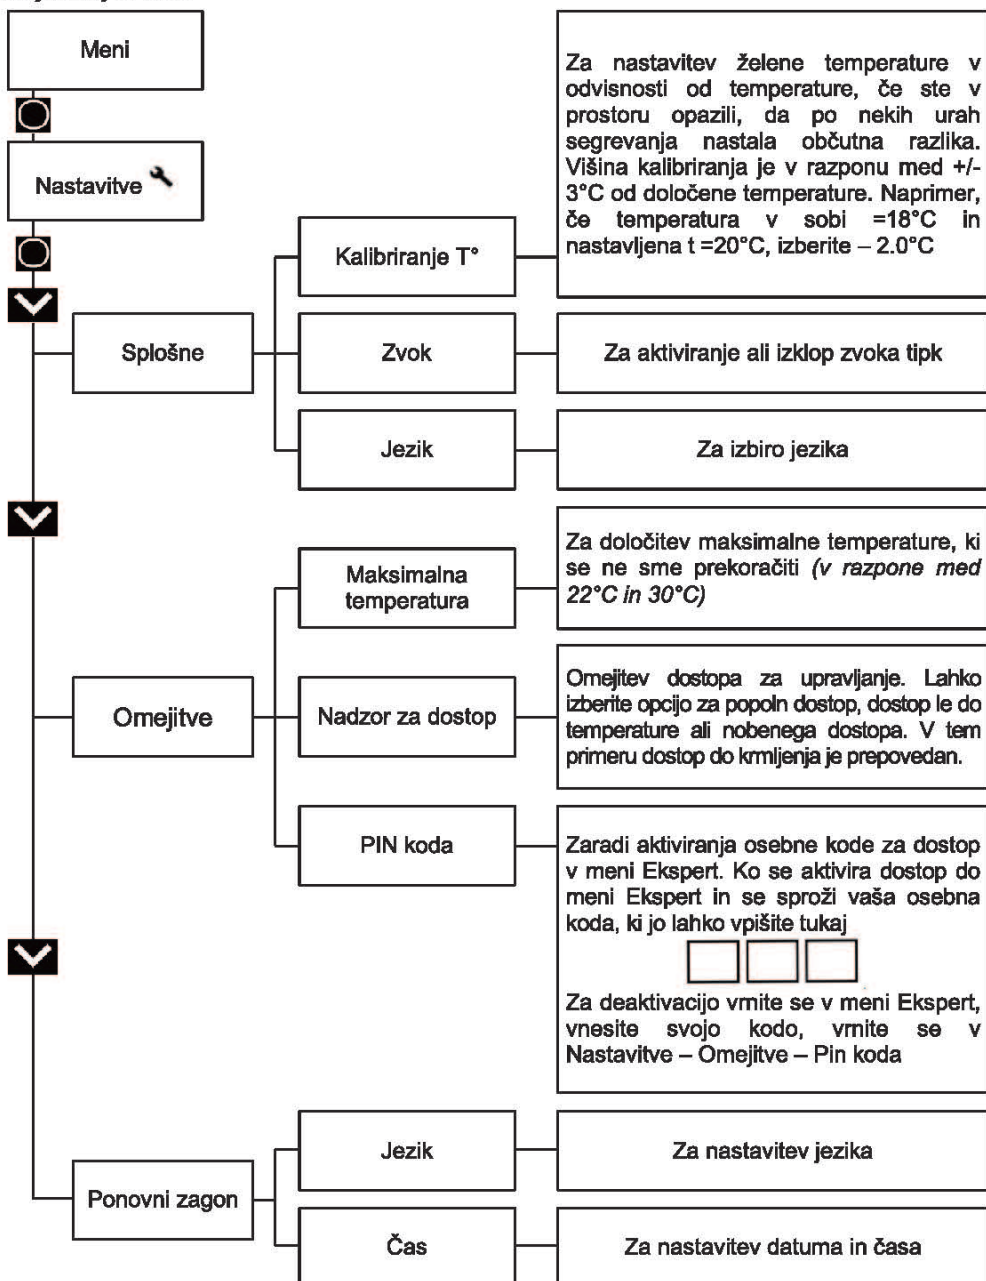 Meni
Nastavitve
Za nastavitev želene temperature v
odvisnosti od temperature, če ste v
prostoru opazili, da po nekih urah
segrevanja nastala občutna razlika.
Višina kalibriranja je v razponu med +/-
3°C od določene temperature. Naprimer,
če temperatura v sobi =18°C in
nastavljena t =20°C, izberite – 2.0°C
Kalibriranje T°
Splošne
Zvok
Za aktiviranje ali izklop zvoka tipk
Jezik
Za izbiro jezika
Maksimalna
temperatura
Za določitev maksimalne temperature, ki
se ne sme prekoračiti (v razpone med
22°C in 30°C)
Omejitve
Nadzor za dostop
Omejitev dostopa za upravljanje. Lahko
izberite opcijo za popoln dostop, dostop le do
temperature ali nobenega dostopa. V tem
primeru dostop do krmljenja je prepovedan.
PIN koda
Zaradi aktiviranja osebne kode za dostop
v meni Ekspert. Ko se aktivira dostop do
meni Ekspert in se sproži vaša osebna
koda, ki jo lahko vpišite tukaj
Za deaktivacijo vrnite se v meni Ekspert,
vnesite svojo kodo, vrnite se v
Nastavitve – Omejitve – Pin koda
Ponovni zagon
Jezik
Za nastavitev jezika
Čas
Za nastavitev datuma in časa